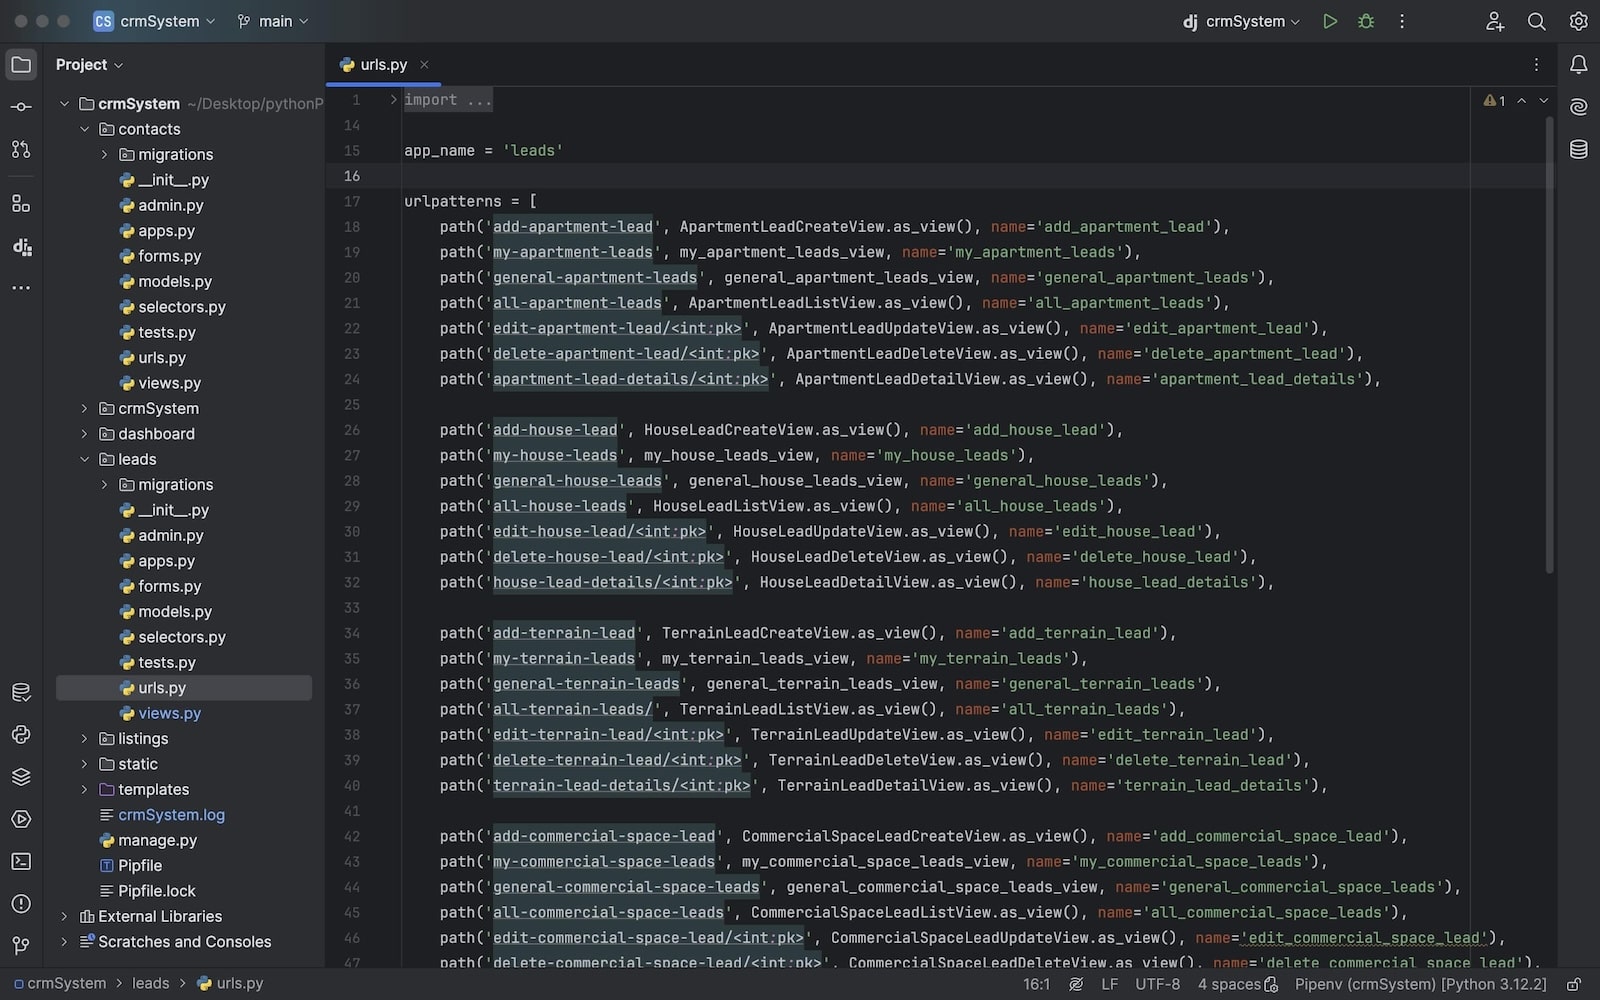 CS crmSystem
main
dj crmSystem
Project
urls.py
crmSystem ~/Desktop/pythonP
contacts
migrations
__init__.py
admin.py
apps.py
forms.py
models.py
selectors.py
tests.py
urls.py
views.py
crmSystem
dashboard
leads
migrations
__init__.py
admin.py
apps.py
forms.py
models.py
selectors.py
tests.py
urls.py
views.py
listings
static
templates
crmSystem.log
manage.py
Pipfile
Pipfile.lock
External Libraries
Scratches and Consoles
1 import ...
1
14
15 app_name = 'leads'
16
17 urlpatterns = [
18 path('add-apartment-lead', ApartmentLeadCreateView.as_view(), name='add_apartment_lead'),
19 path('my-apartment-leads', my_apartment_leads_view, name='my_apartment_leads'),
20 path('general-apartment-leads', general_apartment_leads_view, name='general_apartment_leads'),
21 path('all-apartment-leads', ApartmentLeadListView.as_view(), name='all_apartment_leads'),
22 path('edit-apartment-lead/<int:pk>', ApartmentLeadUpdateView.as_view(), name='edit_apartment_lead'),
23 path('delete-apartment-lead/<int:pk>', ApartmentLeadDeleteView.as_view(), name='delete_apartment_lead'),
24 path('apartment-lead-details/<int:pk>', ApartmentLeadDetailView.as_view(), name='apartment_lead_details'),
25
26 path('add-house-lead', HouseLeadCreateView.as_view(), name='add_house_lead'),
27 path('my-house-leads', my_house_leads_view, name='my_house_leads'),
28 path('general-house-leads', general_house_leads_view, name='general_house_leads'),
29 path('all-house-leads', HouseLeadListView.as_view(), name='all_house_leads'),
30 path('edit-house-lead/<int:pk>', HouseLeadUpdateView.as_view(), name='edit_house_lead'),
31 path('delete-house-lead/<int:pk>', HouseLeadDeleteView.as_view(), name='delete_house_lead'),
32 path('house-lead-details/<int:pk>', HouseLeadDetailView.as_view(), name='house_lead_details'),
33
34 path('add-terrain-lead', TerrainLeadCreateView.as_view(), name='add_terrain_lead'),
35 path('my-terrain-leads', my_terrain_leads_view, name='my_terrain_leads'),
36 path('general-terrain-leads', general_terrain_leads_view, name='general_terrain_leads'),
37 path('all-terrain-leads/', TerrainLeadListView.as_view(), name='all_terrain_leads'),
38 path('edit-terrain-lead/<int:pk>', TerrainLeadUpdateView.as_view(), name='edit_terrain_lead'),
39 path('delete-terrain-lead/<int:pk>', TerrainLeadDeleteView.as_view(), name='delete_terrain_lead'),
40 path('terrain-lead-details/<int:pk>', TerrainLeadDetailView.as_view(), name='terrain_lead_details'),
41
42 path('add-commercial-space-lead', CommercialSpaceLeadCreateView.as_view(), name='add_commercial_space_lead'),
43 path('my-commercial-space-leads', my_commercial_space_leads_view, name='my_commercial_space_leads'),
44 path('general-commercial-space-leads', general_commercial_space_leads_view, name='general_commercial_space_leads'),
45 path('all-commercial-space-leads', CommercialSpaceLeadListView.as_view(), name='all_commercial_space_leads'),
46 path('edit-commercial-space-lead/<int:pk>', CommercialSpaceLeadUpdateView.as_view(), name='edit_commercial_space_lead'),
47 path('delete-commercial-space-lead/<int:pk>', CommercialSpaceLeadDeleteView.as_view(), name='delete_commercial_space_lead'),
crmSystem > leads > urls.py
16:1 LF UTF-8 4 spaces Pipenv (crmSystem) [Python 3.12.2]